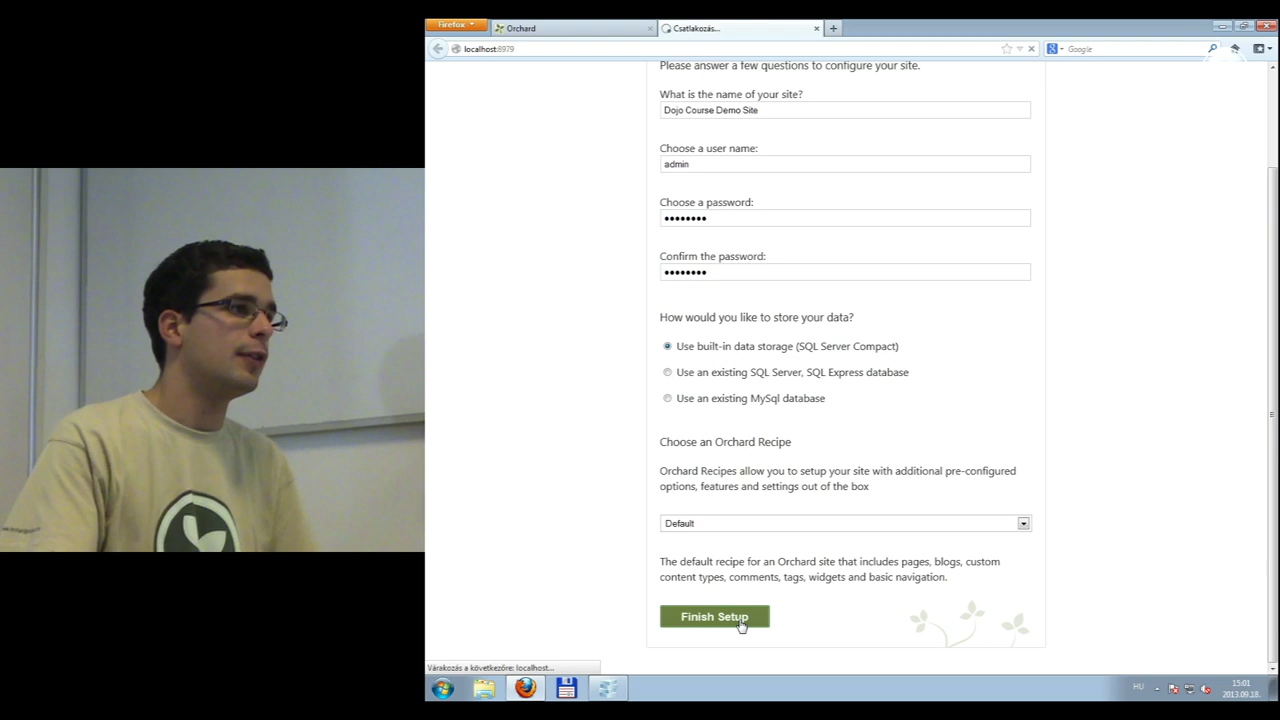 Firefox
Orchard
Csatlakozás...
localhost:8979
Google
Please answer a few questions to configure your site.
What is the name of your site?
Dojo Course Demo Site
Choose a user name:
admin
Choose a password:
••••••••
Confirm the password:
••••••••
How would you like to store your data?
Use built-in data storage (SQL Server Compact)
Use an existing SQL Server, SQL Express database
Use an existing MySql database
Choose an Orchard Recipe
Orchard Recipes allow you to setup your site with additional pre-configured
options, features and settings out of the box
Default
The default recipe for an Orchard site that includes pages, blogs, custom
content types, comments, tags, widgets and basic navigation.
Finish Setup
Várakozás a következőre: localhost...
HU
15:01
2013.09.18.